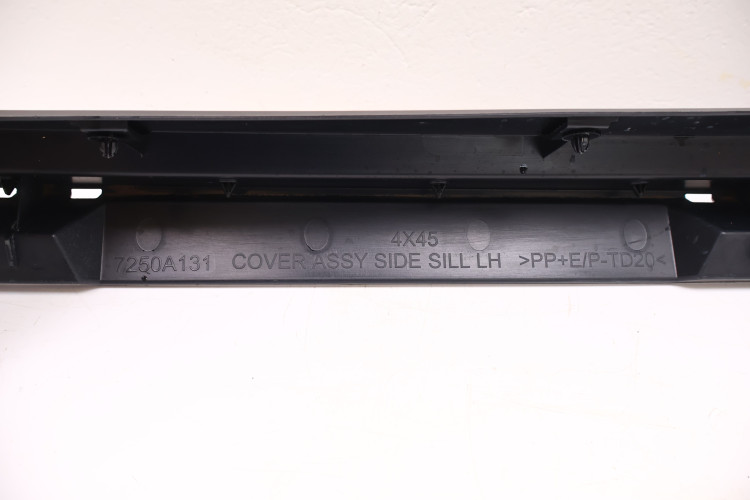 4X45
7250A131 COVER ASSY SIDE SILL LH >PP+E/P-TD20<